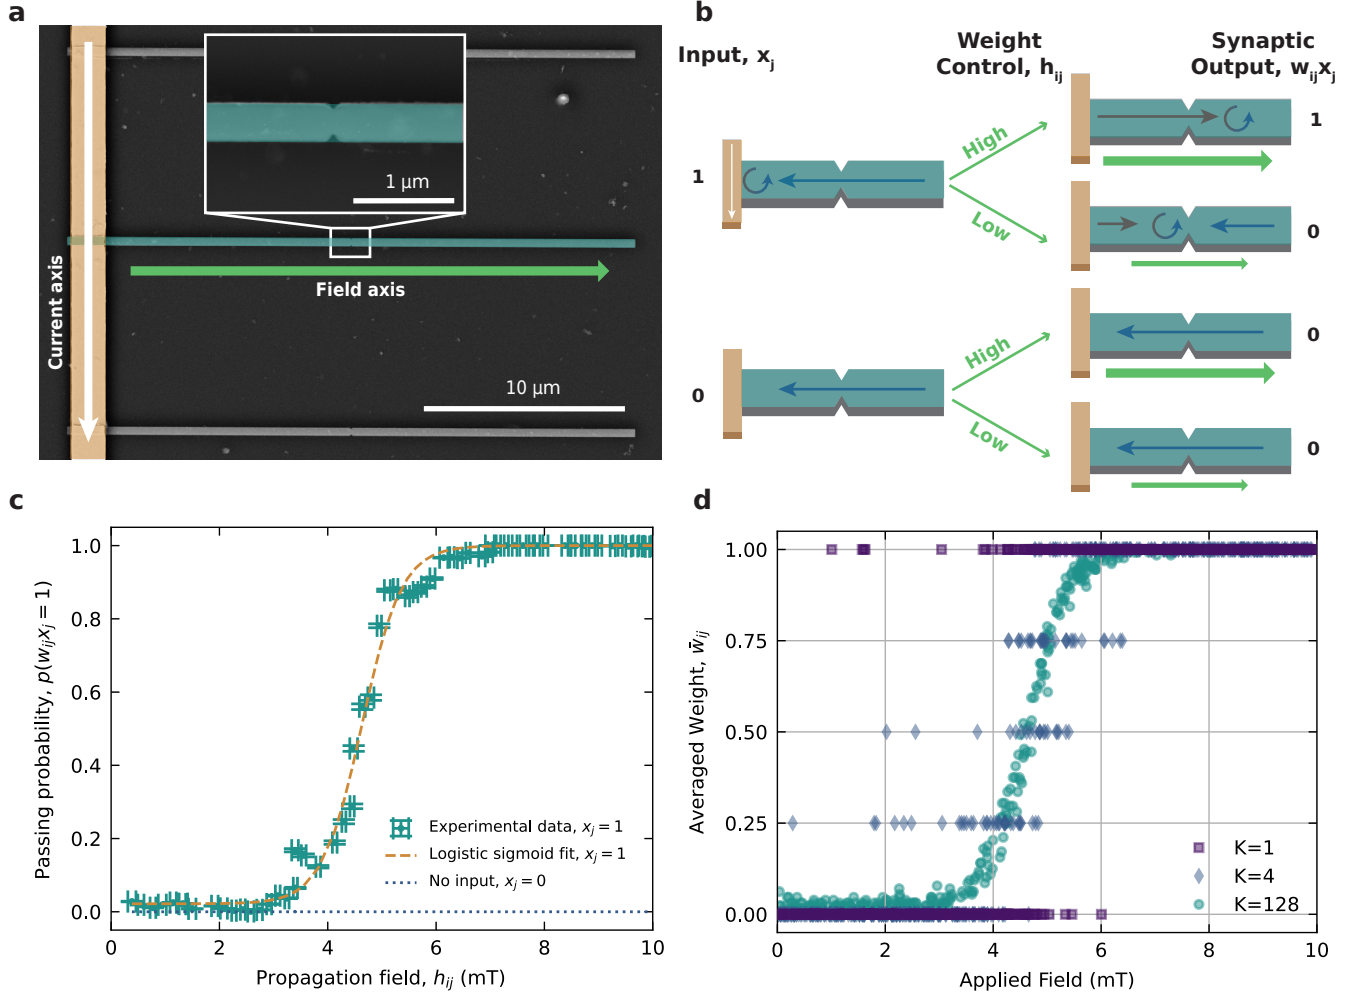 a
Current axis
1 μm
Field axis
10 μm
b
Input, xj
Weight
Control, hij
Synaptic
Output, wijxj
1
High
Low
1
0
0
High
Low
0
0
c
Passing probability, p(wijxj = 1)
1.0
0.8
0.6
0.4
0.2
0.0
Experimental data, xj = 1
Logistic sigmoid fit, xj = 1
No input, xj = 0
0 2 4 6 8 10
Propagation field, hij (mT)
d
Averaged Weight, w̄ij
1.00
0.75
0.50
0.25
0.00
K=1
K=4
K=128
0 2 4 6 8 10
Applied Field (mT)